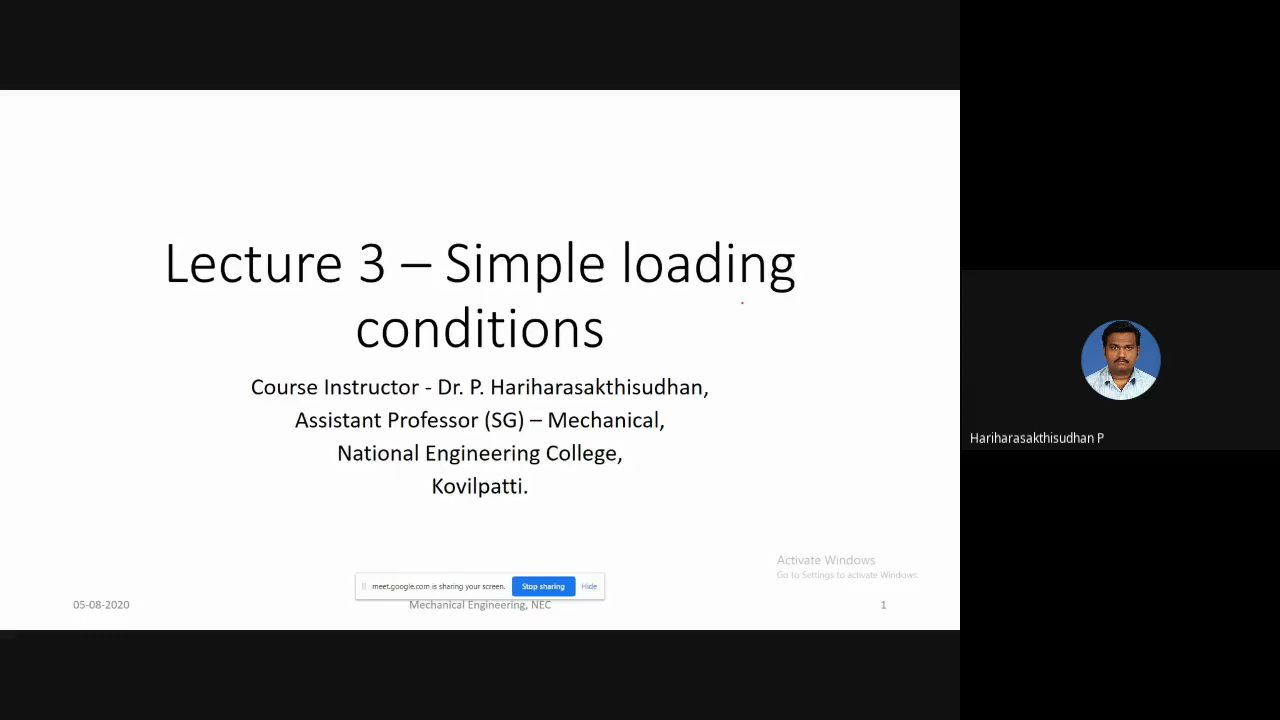 Lecture 3 – Simple loading
conditions
Course Instructor - Dr. P. Hariharasakthisudhan,
Assistant Professor (SG) – Mechanical,
National Engineering College,
Kovilpatti.
Hariharasakthisudhan P
Activate Windows
Go to Settings to activate Windows.
meet.google.com is sharing your screen. Stop sharing Hide
05-08-2020 Mechanical Engineering, NEC 1